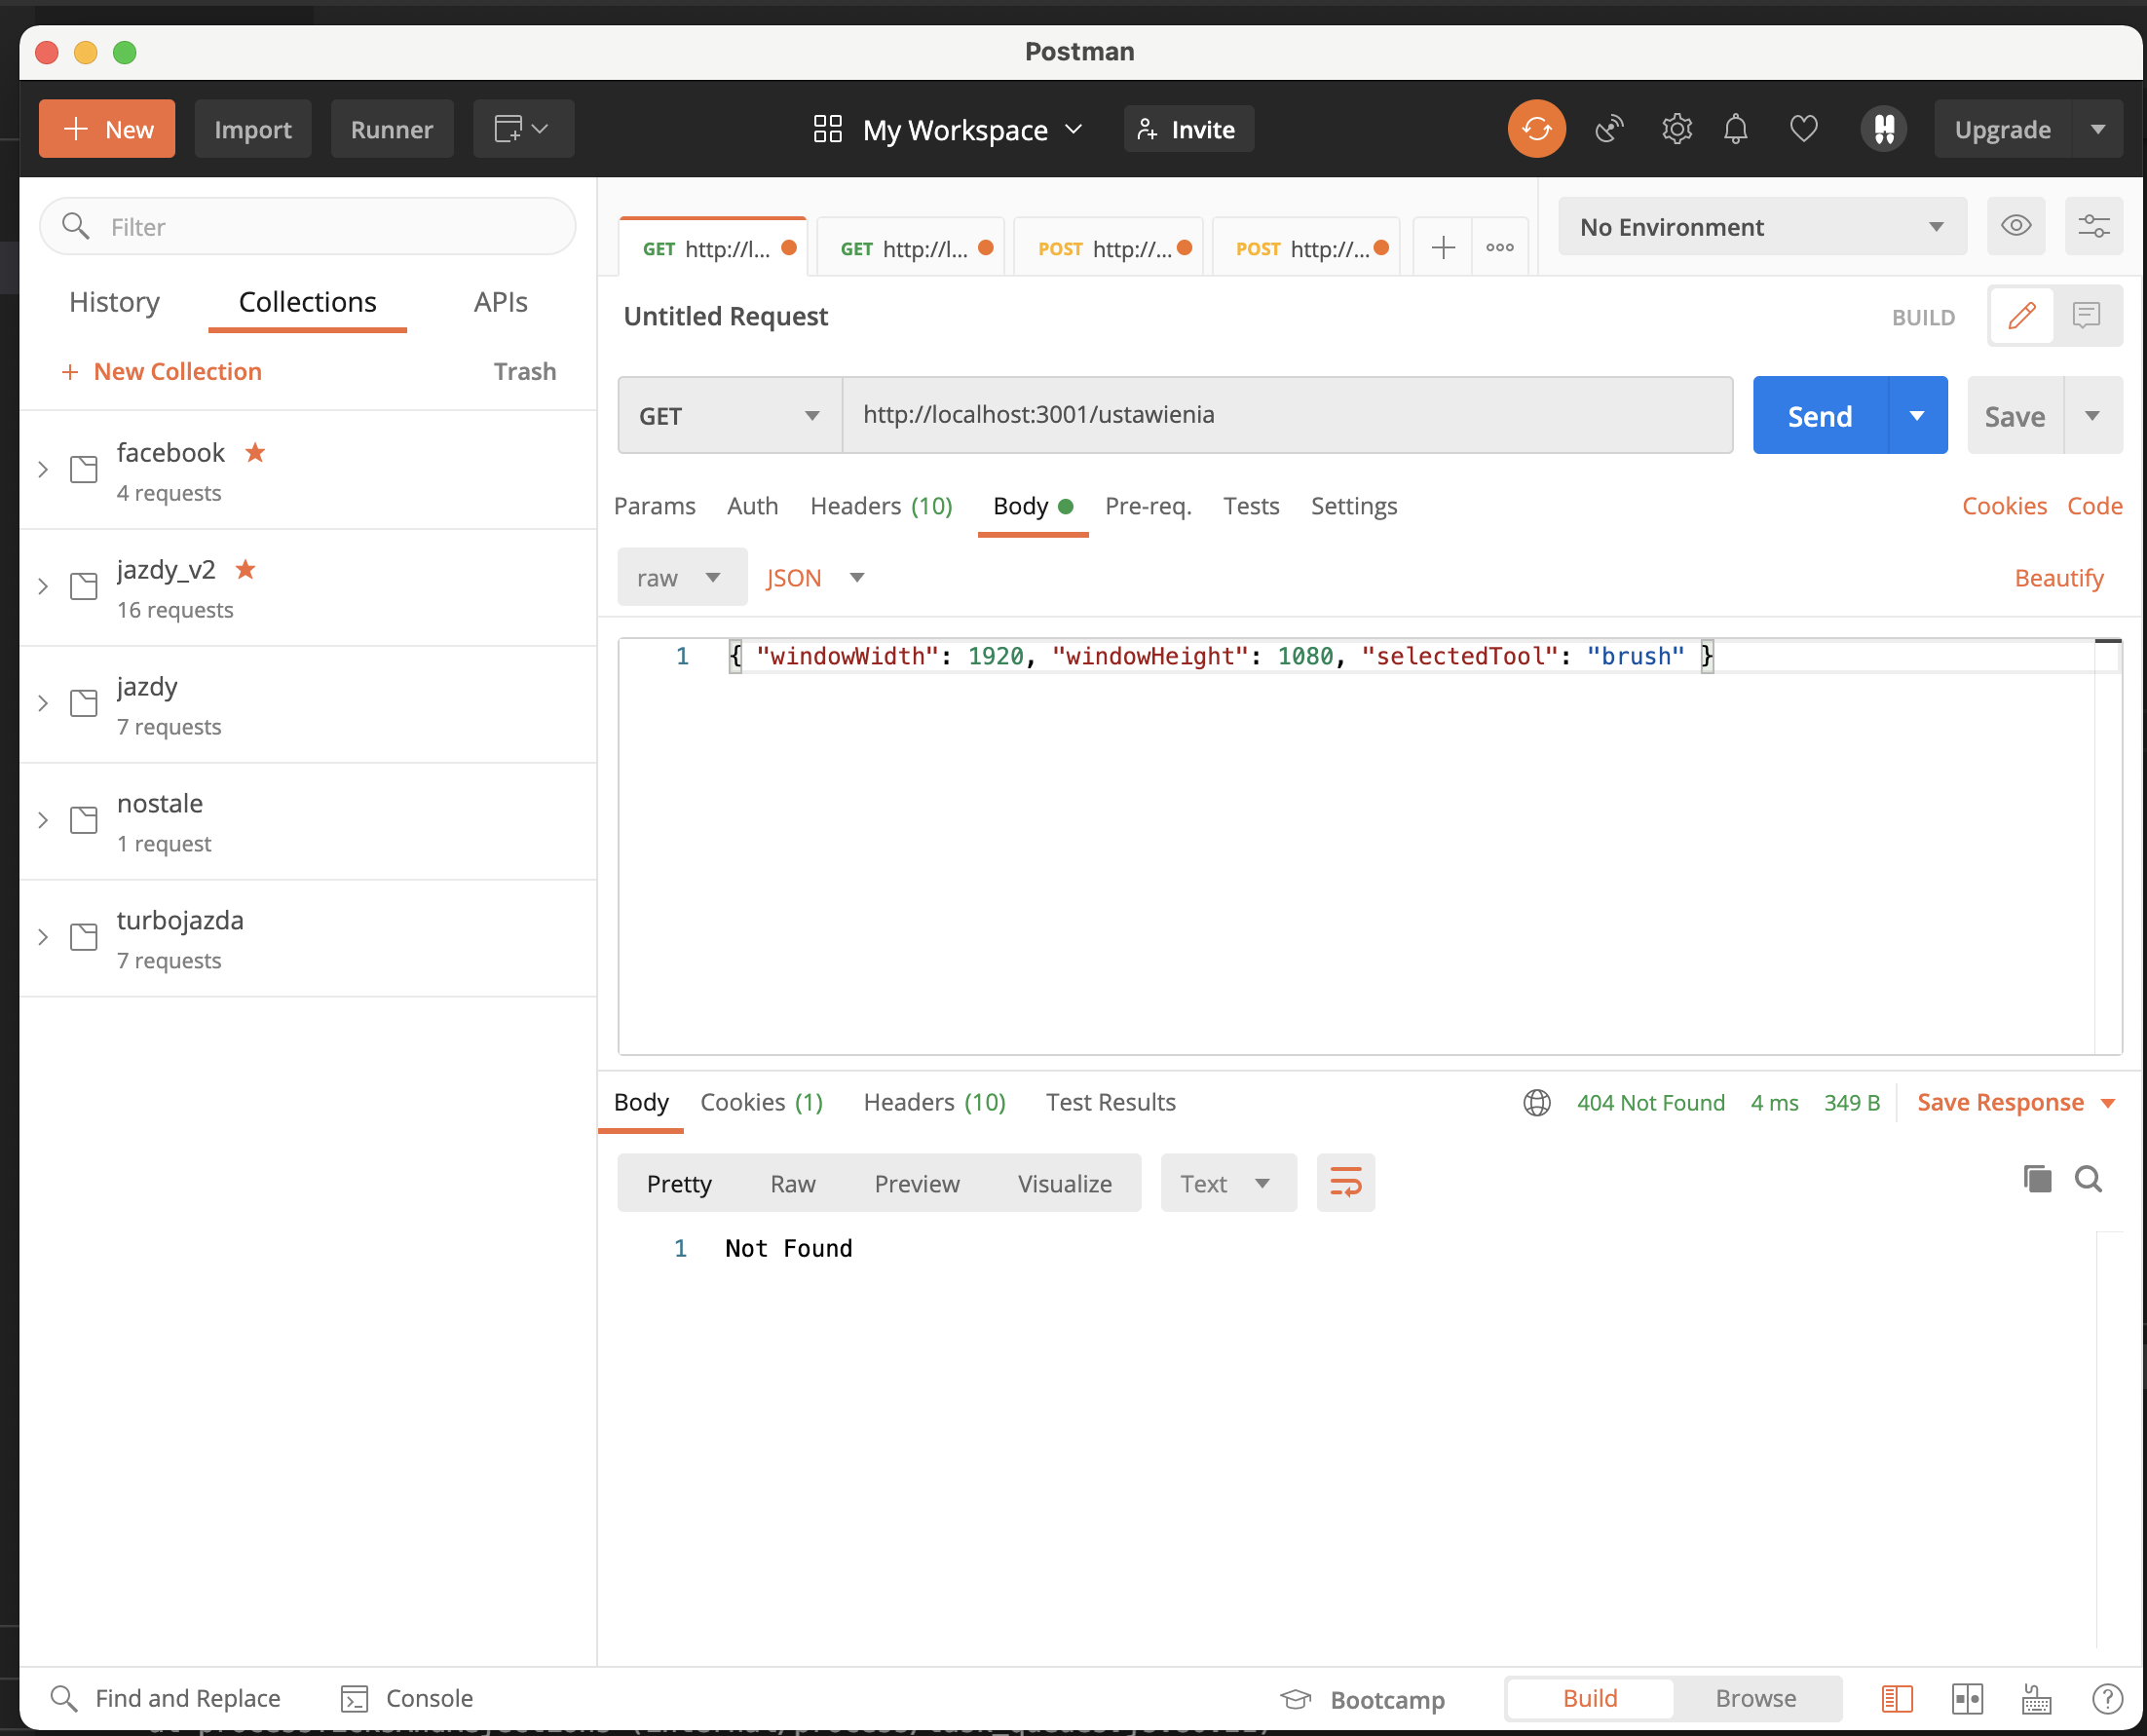 Postman
New
Import
Runner
My Workspace
Invite
Upgrade
Filter
History
Collections
APIs
New Collection
Trash
facebook
4 requests
jazdy_v2
16 requests
jazdy
7 requests
nostale
1 request
turbojazda
7 requests
GET http://l...
GET http://l...
POST http://...
POST http://...
No Environment
Untitled Request
BUILD
GET
http://localhost:3001/ustawienia
Send
Save
Params
Auth
Headers (10)
Body
Pre-req.
Tests
Settings
Cookies
Code
raw
JSON
Beautify
1 { "windowWidth": 1920, "windowHeight": 1080, "selectedTool": "brush" }
Body
Cookies (1)
Headers (10)
Test Results
404 Not Found
4 ms
349 B
Save Response
Pretty
Raw
Preview
Visualize
Text
1 Not Found
Find and Replace
Console
Bootcamp
Build
Browse